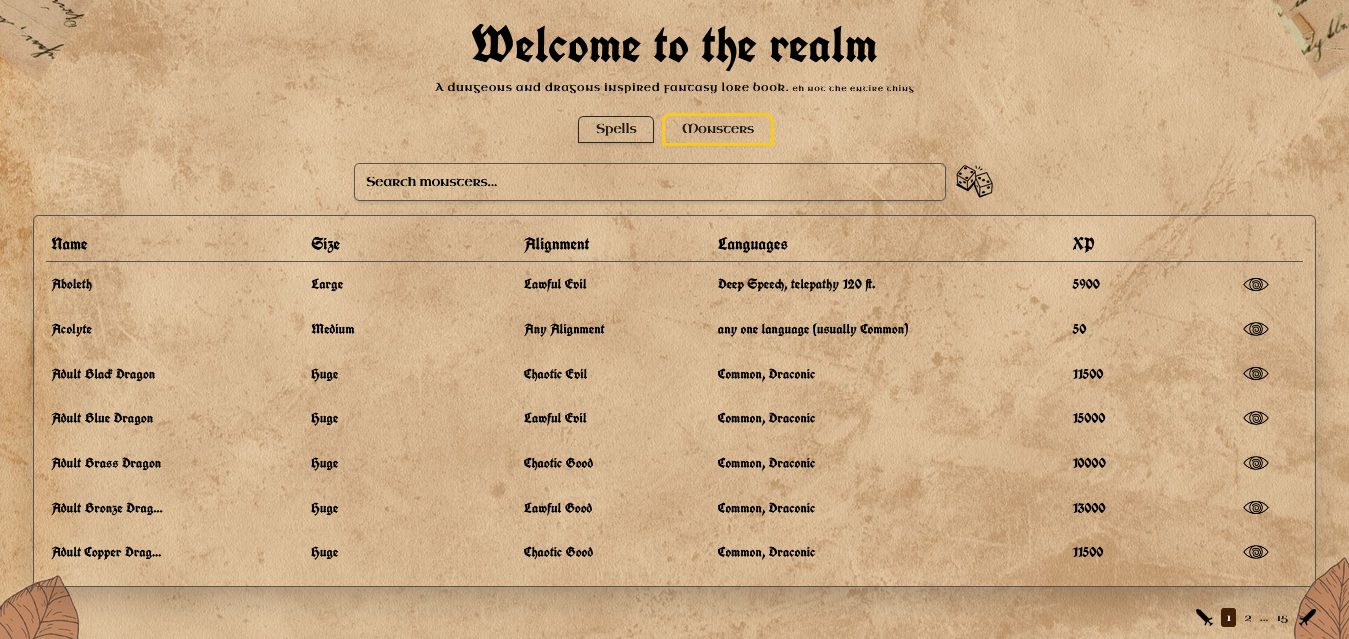 Welcome to the realm
A dungeons and dragons inspired fantasy lore book. eh not the entire thing
Spells Monsters
Search monsters...
Name Size Alignment Languages XP
Aboleth Large Lawful Evil Deep Speech, telepathy 120 ft. 5900
Acolyte Medium Any Alignment any one language (usually Common) 50
Adult Black Dragon Huge Chaotic Evil Common, Draconic 11500
Adult Blue Dragon Huge Lawful Evil Common, Draconic 15000
Adult Brass Dragon Huge Chaotic Good Common, Draconic 10000
Adult Bronze Drag... Huge Lawful Good Common, Draconic 13000
Adult Copper Drag... Huge Chaotic Good Common, Draconic 11500
1 2 ... 15